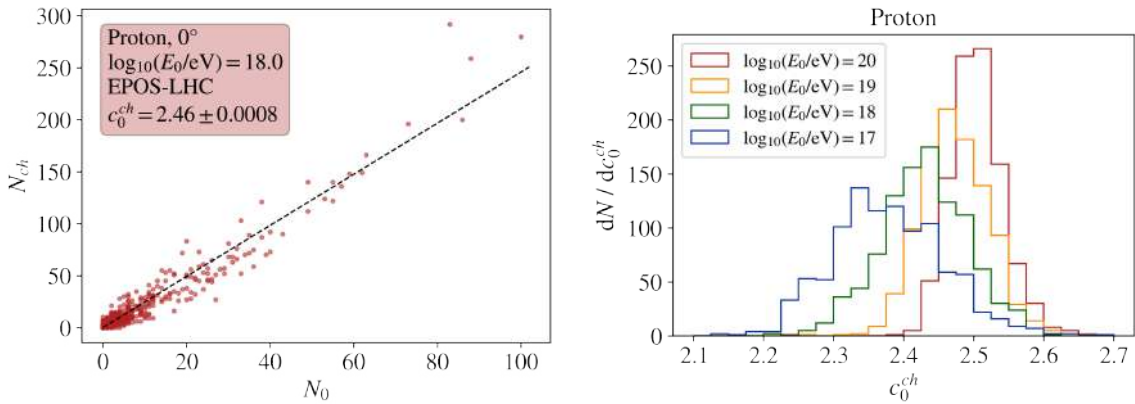 Proton, 0°
log₁₀(E₀/eV) = 18.0
EPOS-LHC
c₀ᶜʰ = 2.46 ± 0.0008
300
250
200
150
100
50
0
N_ch
0 20 40 60 80 100
N₀
Proton
log₁₀(E₀/eV) = 20
log₁₀(E₀/eV) = 19
log₁₀(E₀/eV) = 18
log₁₀(E₀/eV) = 17
250
200
150
100
50
0
dN / dc₀ᶜʰ
2.1 2.2 2.3 2.4 2.5 2.6 2.7
c₀ᶜʰ